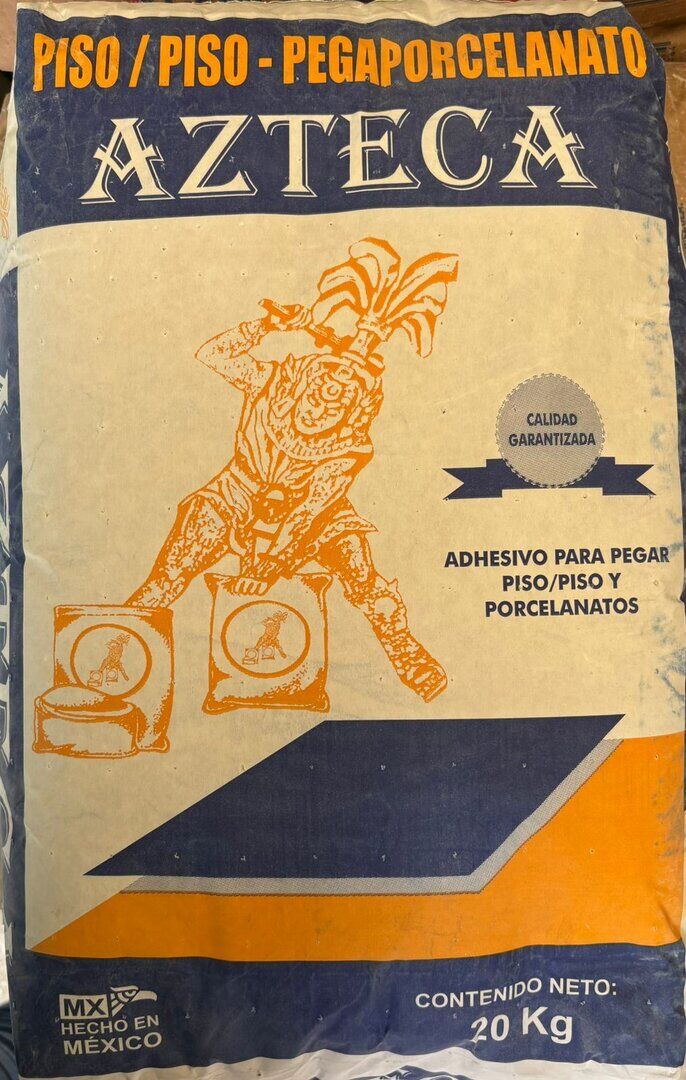 PISO / PISO - PEGAPORCELANATO
AZTECA
CALIDAD
GARANTIZADA
ADHESIVO PARA PEGAR
PISO/PISO Y
PORCELANATOS
MX
HECHO EN
MÉXICO
CONTENIDO NETO:
20 Kg